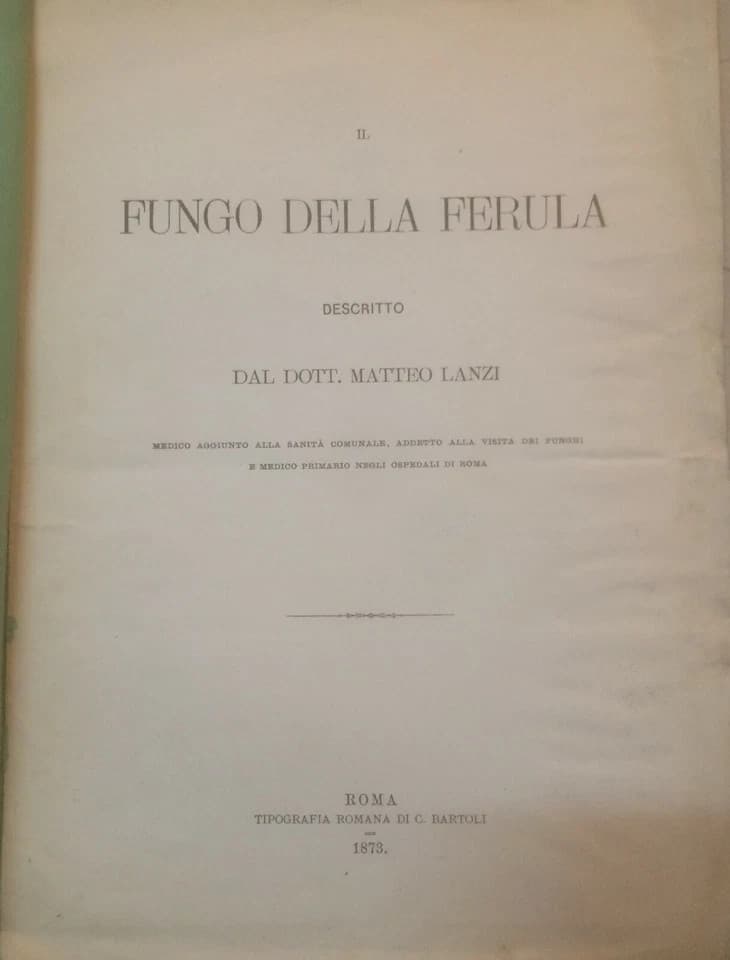 IL
FUNGO DELLA FERULA
DESCRITTO
DAL DOTT. MATTEO LANZI
MEDICO AGGIUNTO ALLA SANITÀ COMUNALE, ADDETTO ALLA VISITA DEI FUNGHI
E MEDICO PRIMARIO NEGLI OSPEDALI DI ROMA
ROMA
TIPOGRAFIA ROMANA DI C. BARTOLI
1873.